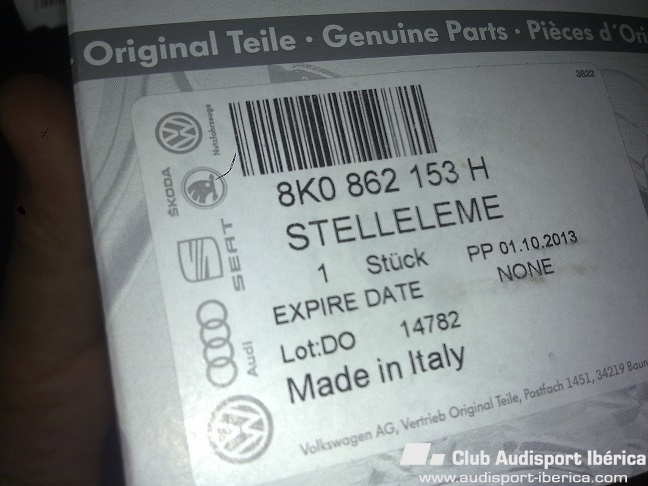 Original Teile · Genuine Parts · Pièces d'Ori
3822
Nutzfahrzeuge
ŠKODA
SEAT
Audi
8K0 862 153 H
STELLELEME
1 Stück PP 01.10.2013
EXPIRE DATE NONE
Lot:DO 14782
Made in Italy
Volkswagen AG, Vertrieb Original Teile, Postfach 1451, 34219 Baun
Club Audisport Ibérica
www.audisport-iberica.com